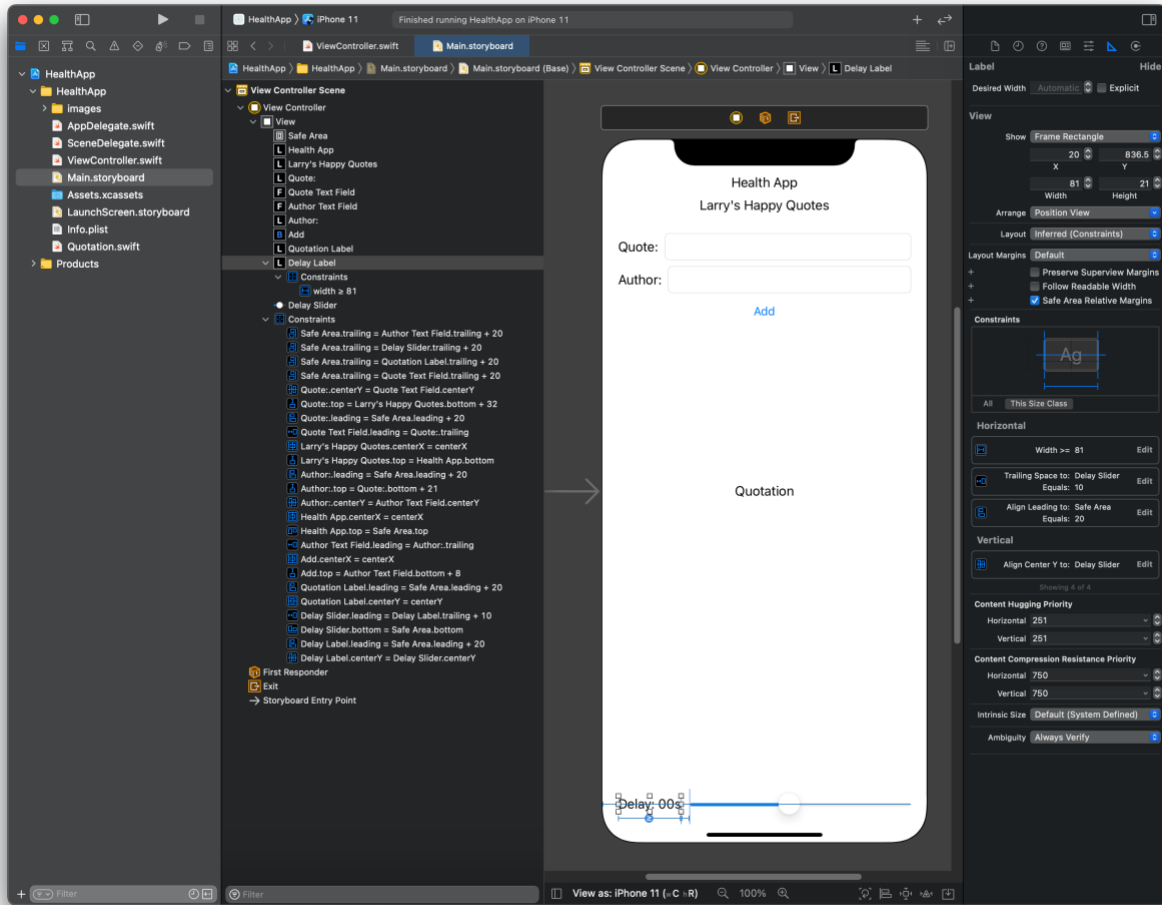 HealthApp 〉 iPhone 11
Finished running HealthApp on iPhone 11
ViewController.swift
Main.storyboard
HealthApp 〉 HealthApp 〉 Main.storyboard 〉 Main.storyboard (Base) 〉 View Controller Scene 〉 View Controller 〉 View 〉 L Delay Label
HealthApp
HealthApp
images
AppDelegate.swift
SceneDelegate.swift
ViewController.swift
Main.storyboard
Assets.xcassets
LaunchScreen.storyboard
Info.plist
Quotation.swift
Products
Filter
View Controller Scene
View Controller
View
Safe Area
L Health App
L Larry's Happy Quotes
L Quote:
F Quote Text Field
F Author Text Field
L Author:
B Add
L Quotation Label
L Delay Label
Constraints
width ≥ 81
Delay Slider
Constraints
Safe Area.trailing = Author Text Field.trailing + 20
Safe Area.trailing = Delay Slider.trailing + 20
Safe Area.trailing = Quotation Label.trailing + 20
Safe Area.trailing = Quote Text Field.trailing + 20
Quote:.centerY = Quote Text Field.centerY
Quote:.top = Larry's Happy Quotes.bottom + 32
Quote:.leading = Safe Area.leading + 20
Quote Text Field.leading = Quote:.trailing
Larry's Happy Quotes.centerX = centerX
Larry's Happy Quotes.top = Health App.bottom
Author:.leading = Safe Area.leading + 20
Author:.top = Quote:.bottom + 21
Author:.centerY = Author Text Field.centerY
Health App.centerX = centerX
Health App.top = Safe Area.top
Author Text Field.leading = Author:.trailing
Add.centerX = centerX
Add.top = Author Text Field.bottom + 8
Quotation Label.leading = Safe Area.leading + 20
Quotation Label.centerY = centerY
Delay Slider.leading = Delay Label.trailing + 10
Delay Slider.bottom = Safe Area.bottom
Delay Label.leading = Safe Area.leading + 20
Delay Label.centerY = Delay Slider.centerY
First Responder
Exit
Storyboard Entry Point
Filter
Health App
Larry's Happy Quotes
Quote:
Author:
Add
Quotation
Delay: 00s
View as: iPhone 11 (wC hR)
100%
Label
Hide
Desired Width Automatic Explicit
View
Show Frame Rectangle
20 836.5
X Y
81 21
Width Height
Arrange Position View
Layout Inferred (Constraints)
Layout Margins Default
Preserve Superview Margins
Follow Readable Width
Safe Area Relative Margins
Constraints
Ag
All This Size Class
Horizontal
Width >= 81 Edit
Trailing Space to: Delay Slider
Equals: 10 Edit
Align Leading to: Safe Area
Equals: 20 Edit
Vertical
Align Center Y to: Delay Slider Edit
Showing 4 of 4
Content Hugging Priority
Horizontal 251
Vertical 251
Content Compression Resistance Priority
Horizontal 750
Vertical 750
Intrinsic Size Default (System Defined)
Ambiguity Always Verify